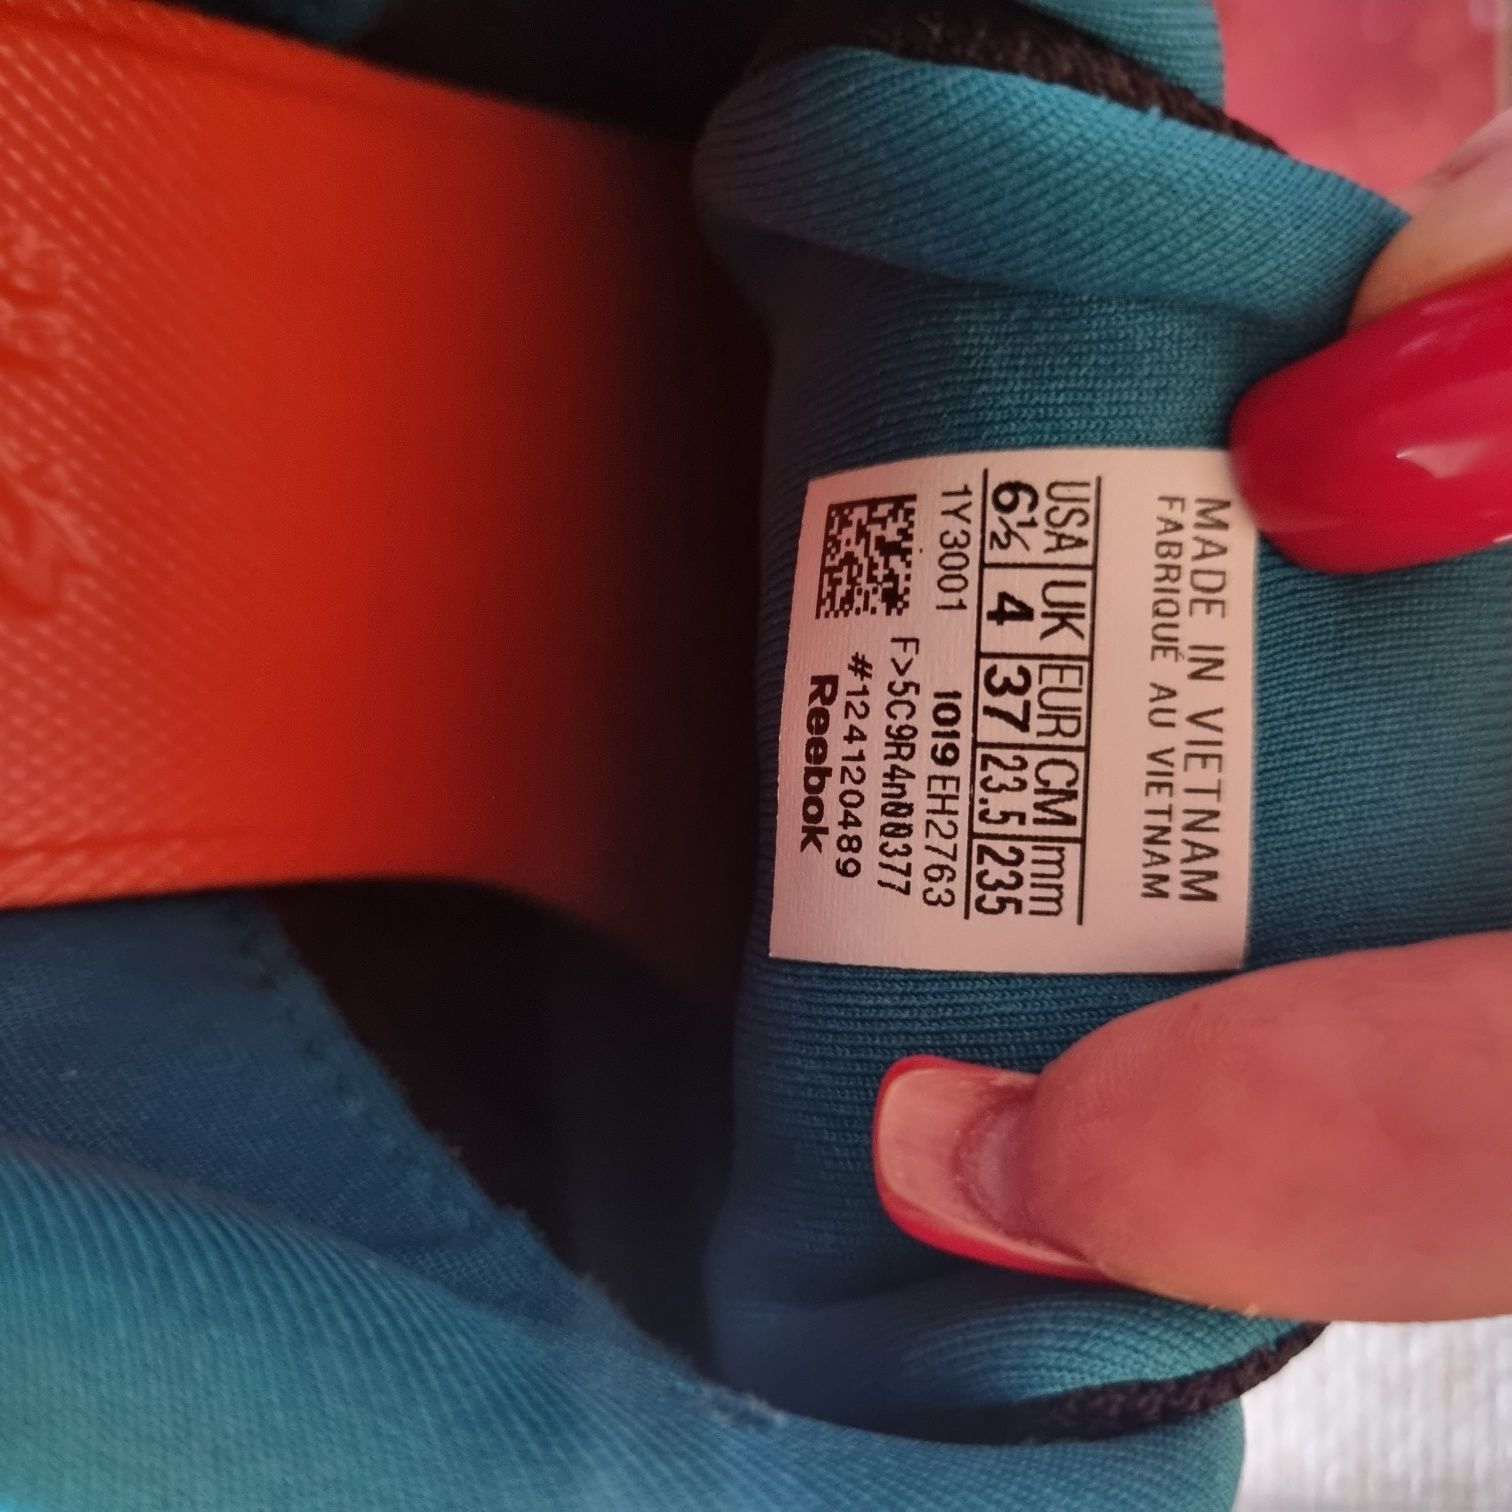 MADE IN VIETNAM
FABRIQUÉ AU VIETNAM
USA UK EUR CM mm
6½ 4 37 23.5 235
1Y3001 1019 EH2763
F>5C9R4n00377
#124120489
Reebok